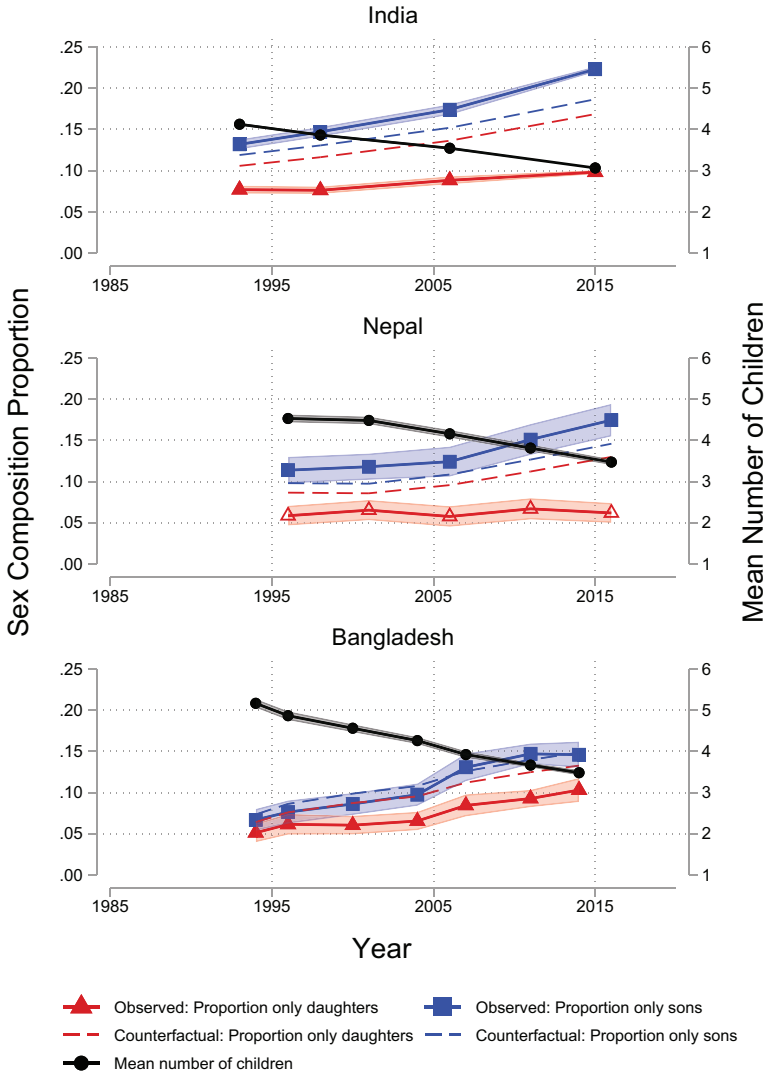 India
.25
.20
.15
.10
.05
.00
6
5
4
3
2
1
1985 1995 2005 2015
Nepal
.25
.20
.15
.10
.05
.00
6
5
4
3
2
1
1985 1995 2005 2015
Bangladesh
.25
.20
.15
.10
.05
.00
6
5
4
3
2
1
1985 1995 2005 2015
Sex Composition Proportion
Mean Number of Children
Year
Observed: Proportion only daughters
Observed: Proportion only sons
Counterfactual: Proportion only daughters
Counterfactual: Proportion only sons
Mean number of children